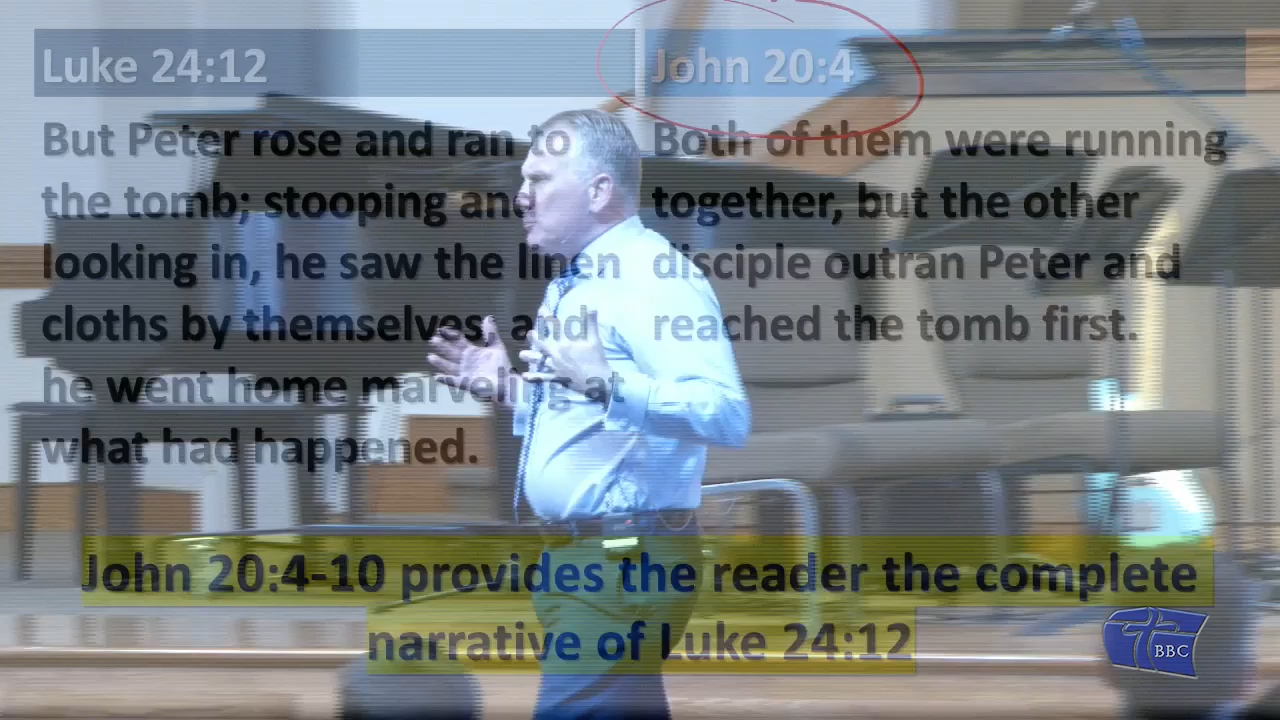 Luke 24:12
But Peter rose and ran to
the tomb; stooping and
looking in, he saw the linen
cloths by themselves, and
he went home marveling at
what had happened.
John 20:4
Both of them were running
together, but the other
disciple outran Peter and
reached the tomb first.
John 20:4-10 provides the reader the complete
narrative of Luke 24:12
BBC